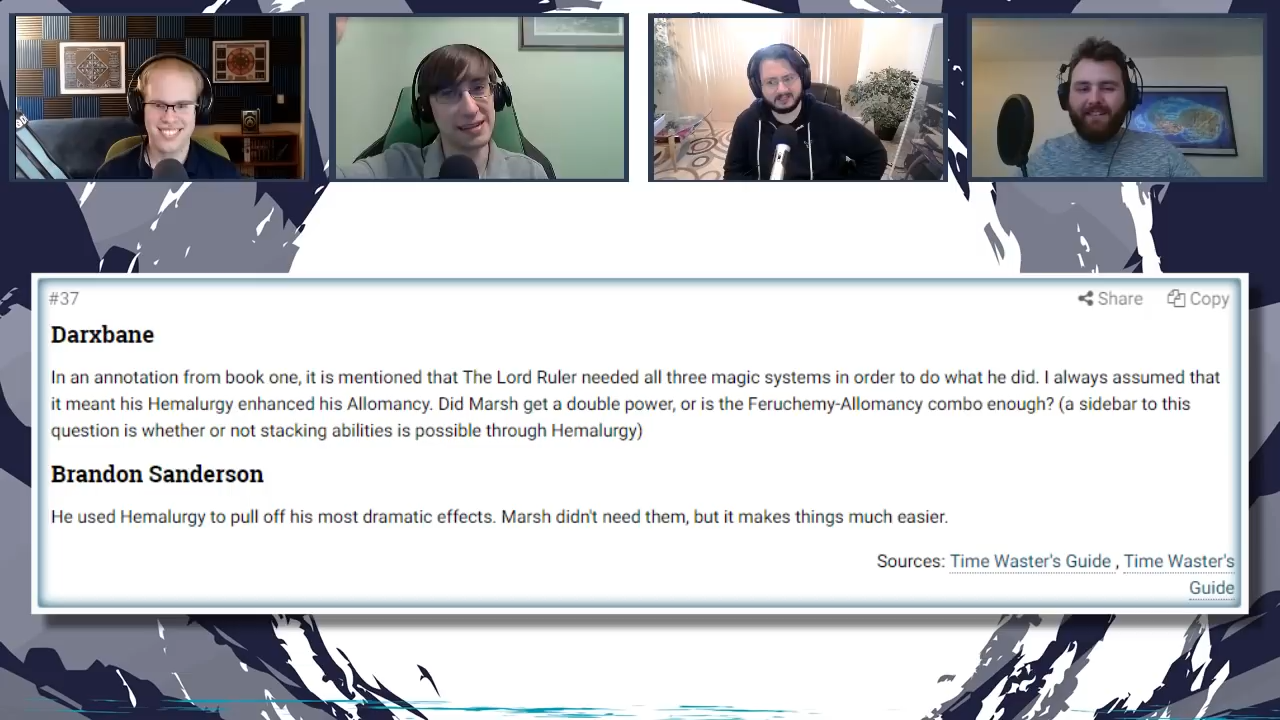 #37
Share
Copy
Darxbane
In an annotation from book one, it is mentioned that The Lord Ruler needed all three magic systems in order to do what he did. I always assumed that
it meant his Hemalurgy enhanced his Allomancy. Did Marsh get a double power, or is the Feruchemy-Allomancy combo enough? (a sidebar to this
question is whether or not stacking abilities is possible through Hemalurgy)
Brandon Sanderson
He used Hemalurgy to pull off his most dramatic effects. Marsh didn't need them, but it makes things much easier.
Sources: Time Waster's Guide , Time Waster's
Guide